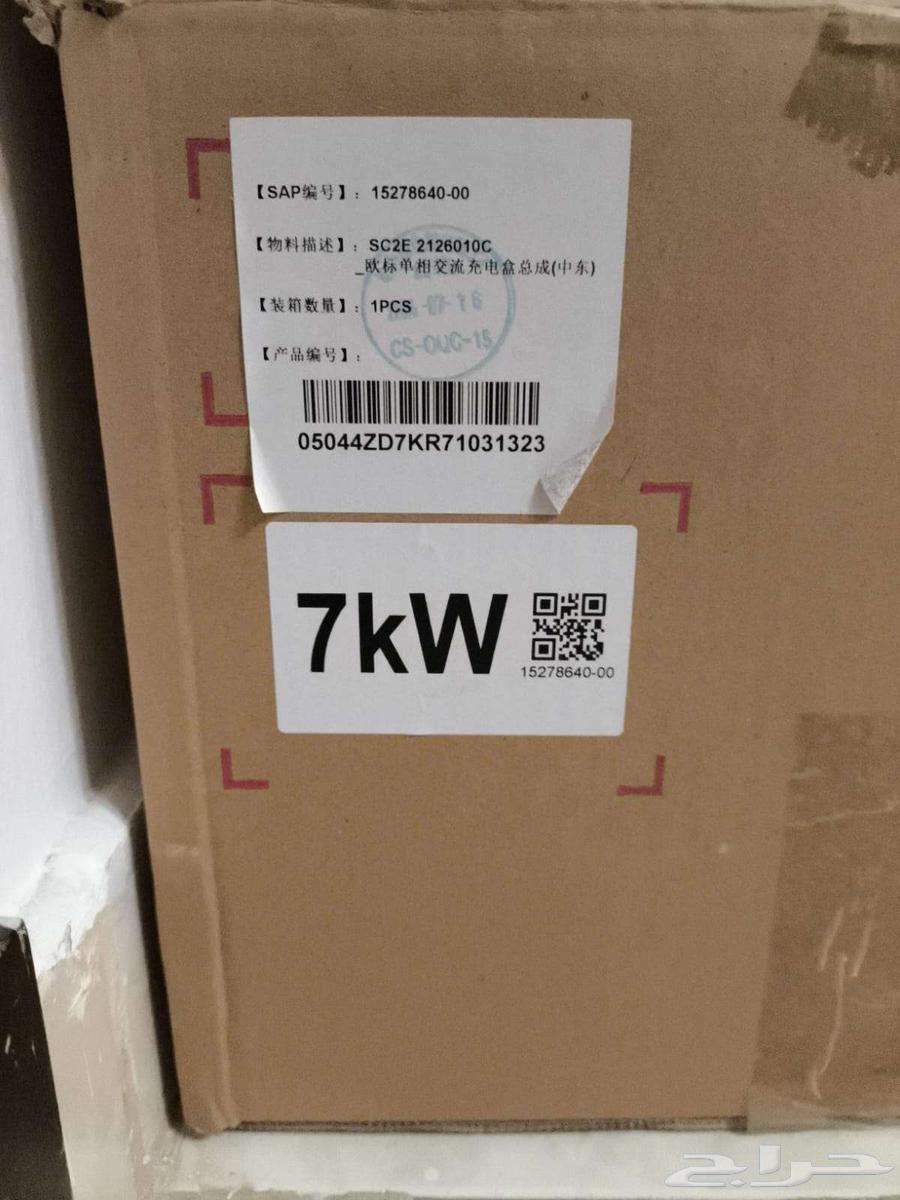 【SAP编号】： 15278640-00
【物料描述】： SC2E 2126010C
_欧标单相交流充电盒总成(中东)
【装箱数量】： 1PCS
07-16
CS-OQC-15
【产品编号】：
05044ZD7KR71031323
7kW
15278640-00
حراج